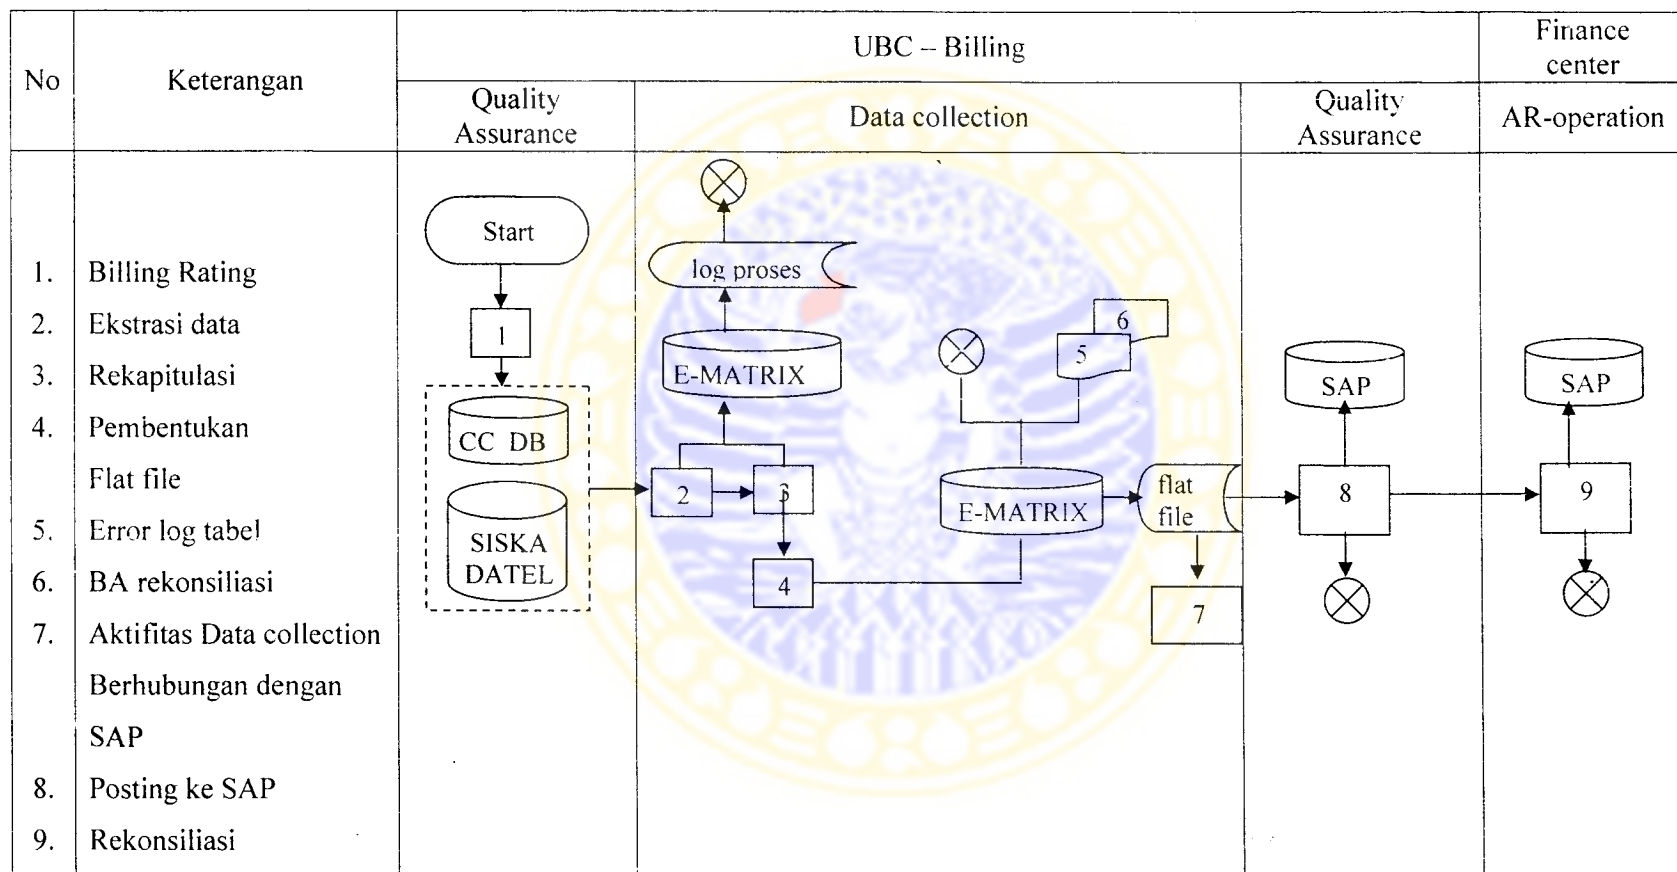 No
Keterangan
UBC – Billing
Finance
center
Quality
Assurance
Data collection
Quality
Assurance
AR-operation
1. Billing Rating
2. Ekstrasi data
3. Rekapitulasi
4. Pembentukan
Flat file
5. Error log tabel
6. BA rekonsiliasi
7. Aktifitas Data collection
Berhubungan dengan
SAP
8. Posting ke SAP
9. Rekonsiliasi
Start
1
CC DB
SISKA
DATEL
log proses
E-MATRIX
2
3
4
6
5
E-MATRIX
flat
file
7
SAP
8
SAP
9